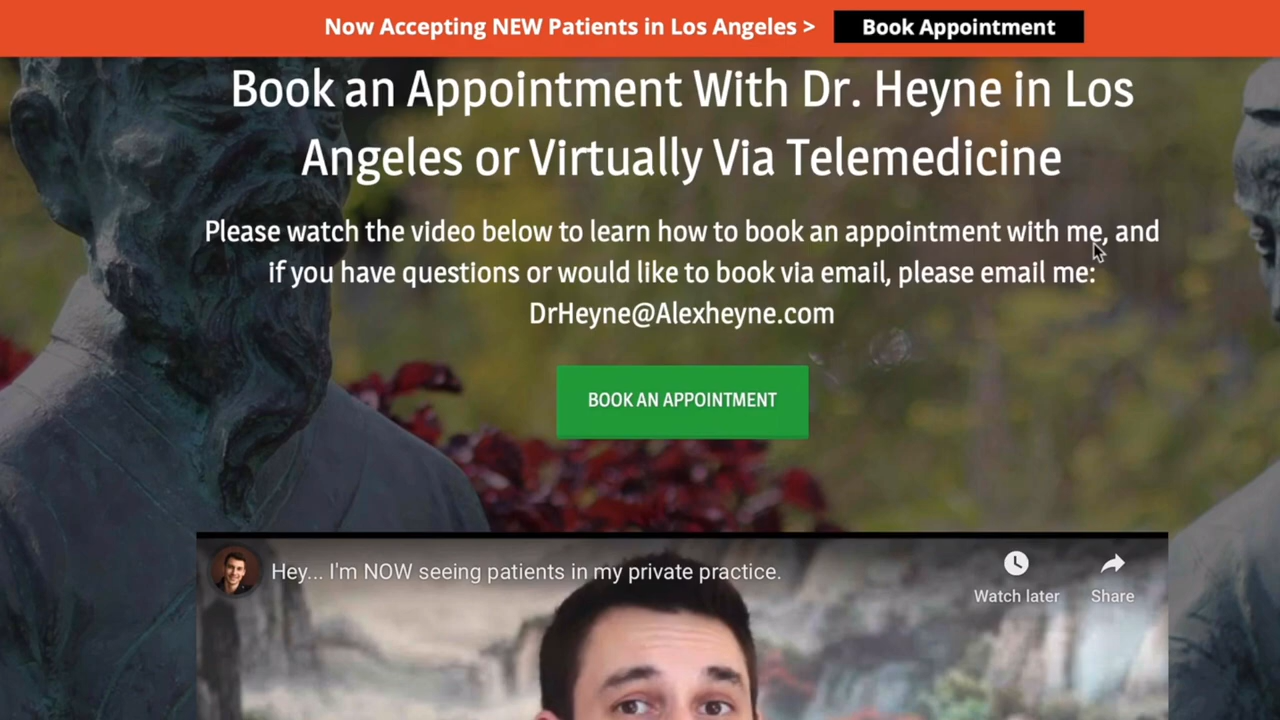 Now Accepting NEW Patients in Los Angeles > Book Appointment
Book an Appointment With Dr. Heyne in Los
Angeles or Virtually Via Telemedicine
Please watch the video below to learn how to book an appointment with me, and
if you have questions or would like to book via email, please email me:
DrHeyne@Alexheyne.com
BOOK AN APPOINTMENT
Hey... I'm NOW seeing patients in my private practice.
Watch later
Share